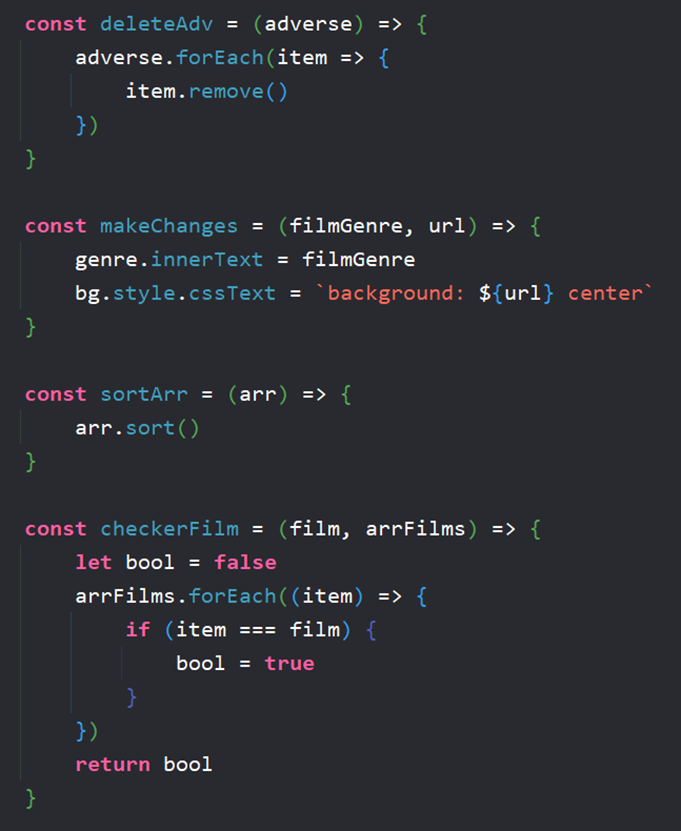 const deleteAdv = (adverse) => {
    adverse.forEach(item => {
        item.remove()
    })
}

const makeChanges = (filmGenre, url) => {
    genre.innerText = filmGenre
    bg.style.cssText = `background: ${url} center`
}

const sortArr = (arr) => {
    arr.sort()
}

const checkerFilm = (film, arrFilms) => {
    let bool = false
    arrFilms.forEach((item) => {
        if (item === film) {
            bool = true
        }
    })
    return bool
}